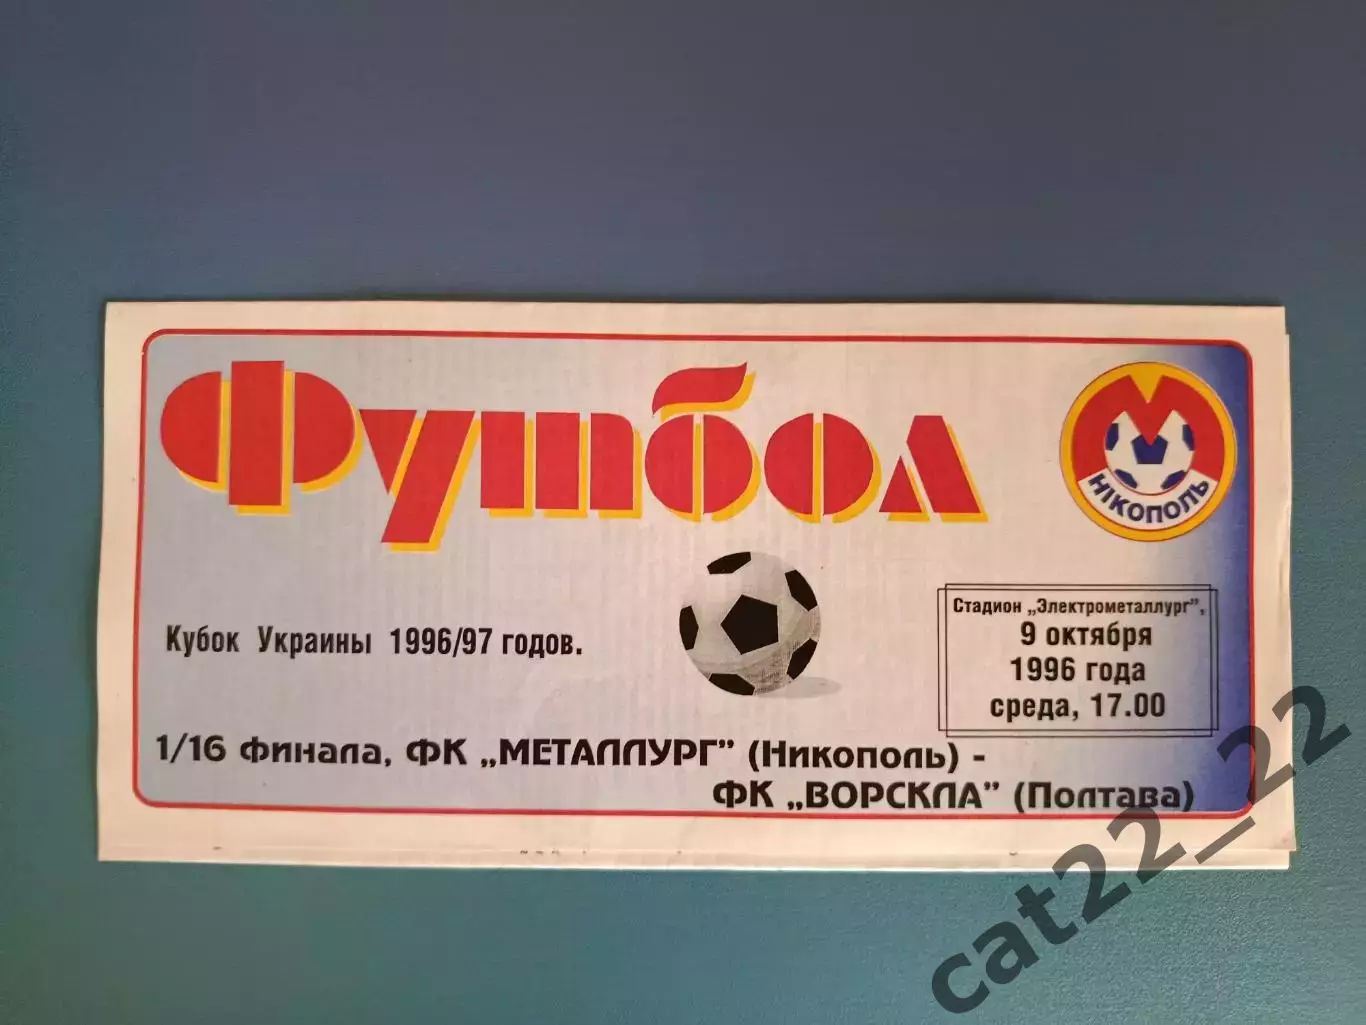 Футбол
НІКОПОЛЬ
Кубок Украины 1996/97 годов.
Стадион „Электрометаллург",
9 октября
1996 года
среда, 17.00
1/16 финала, ФК „МЕТАЛЛУРГ" (Никополь) -
ФК „ВОРСКЛА" (Полтава)
cat22_22